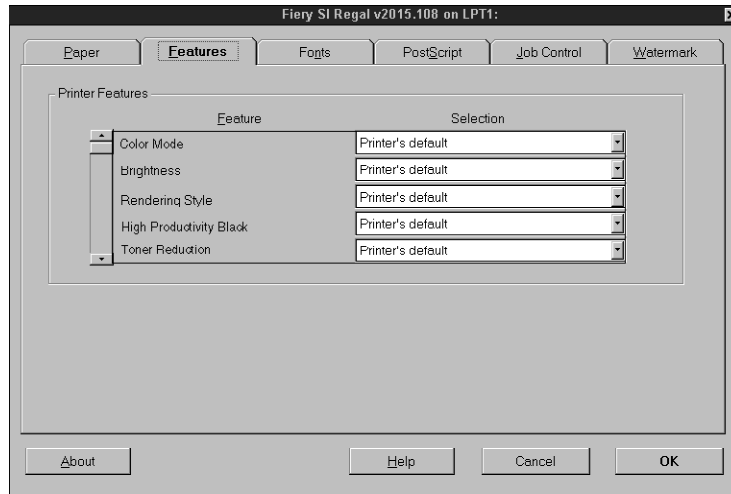 Fiery SI Regal v2015.108 on LPT1:
Paper Features Fonts PostScript Job Control Watermark
Printer Features
Feature Selection
Color Mode Printer's default
Brightness Printer's default
Rendering Style Printer's default
High Productivity Black Printer's default
Toner Reduction Printer's default
About Help Cancel OK